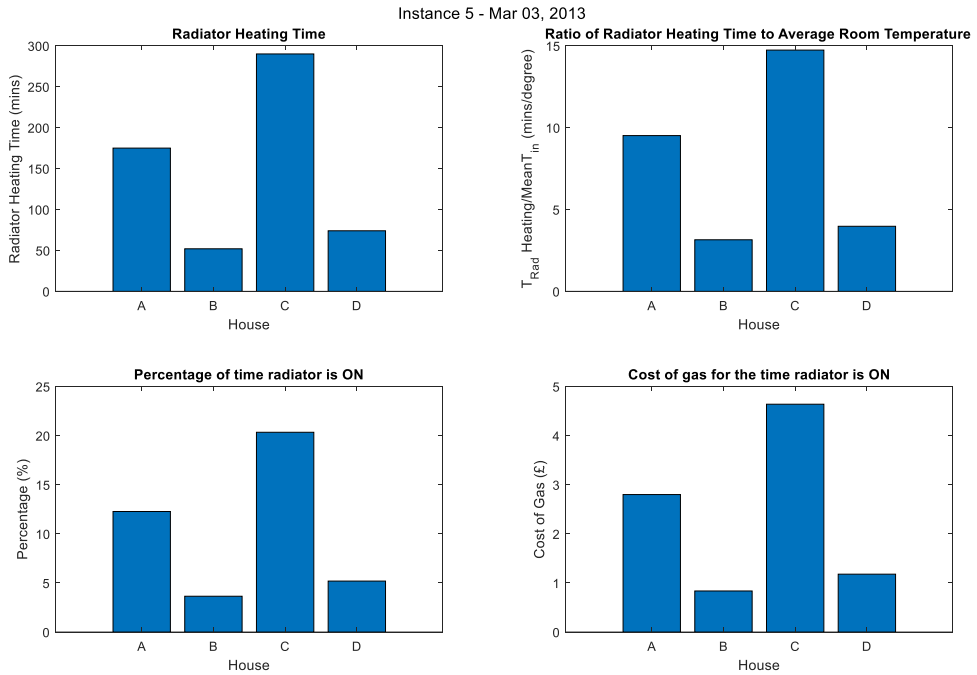 Instance 5 - Mar 03, 2013
Radiator Heating Time
Radiator Heating Time (mins)
300
250
200
150
100
50
0
A B C D
House
Ratio of Radiator Heating Time to Average Room Temperature
T_Rad Heating/MeanT_in (mins/degree)
15
10
5
0
A B C D
House
Percentage of time radiator is ON
Percentage (%)
25
20
15
10
5
0
A B C D
House
Cost of gas for the time radiator is ON
Cost of Gas (£)
5
4
3
2
1
0
A B C D
House